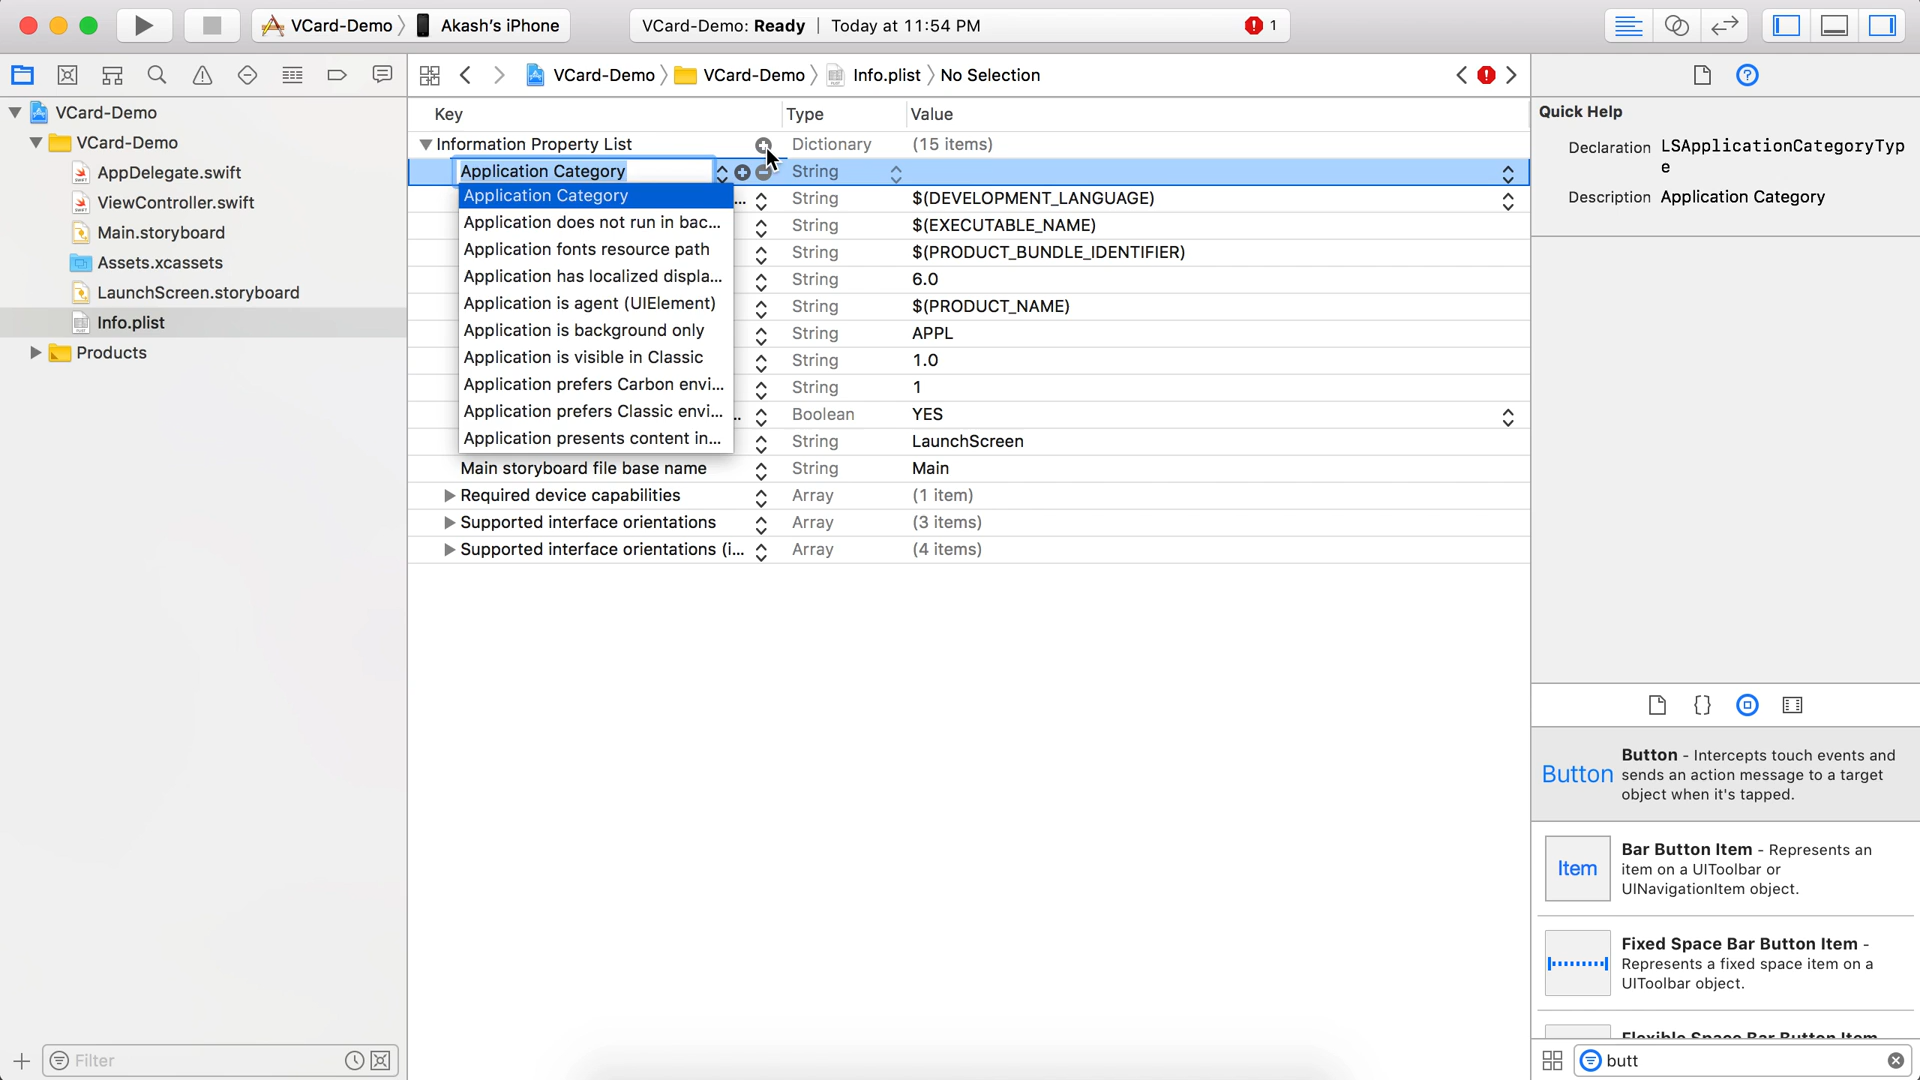 VCard-Demo 〉 Akash's iPhone
VCard-Demo: Ready | Today at 11:54 PM
1
VCard-Demo 〉 VCard-Demo 〉 Info.plist 〉 No Selection
VCard-Demo
VCard-Demo
AppDelegate.swift
ViewController.swift
Main.storyboard
Assets.xcassets
LaunchScreen.storyboard
Info.plist
Products
Filter
Key Type Value
Information Property List Dictionary (15 items)
Application Category String
... String $(DEVELOPMENT_LANGUAGE)
String $(EXECUTABLE_NAME)
String $(PRODUCT_BUNDLE_IDENTIFIER)
String 6.0
String $(PRODUCT_NAME)
String APPL
String 1.0
String 1
... Boolean YES
String LaunchScreen
Main storyboard file base name String Main
Required device capabilities Array (1 item)
Supported interface orientations Array (3 items)
Supported interface orientations (i... Array (4 items)
Application Category
Application does not run in bac...
Application fonts resource path
Application has localized displa...
Application is agent (UIElement)
Application is background only
Application is visible in Classic
Application prefers Carbon envi...
Application prefers Classic envi...
Application presents content in...
Quick Help
Declaration LSApplicationCategoryTyp
e
Description Application Category
{}
Button
Button - Intercepts touch events and
sends an action message to a target
object when it's tapped.
Item
Bar Button Item - Represents an
item on a UIToolbar or
UINavigationItem object.
Fixed Space Bar Button Item -
Represents a fixed space item on a
UIToolbar object.
Flexible Space Bar Button Item
butt